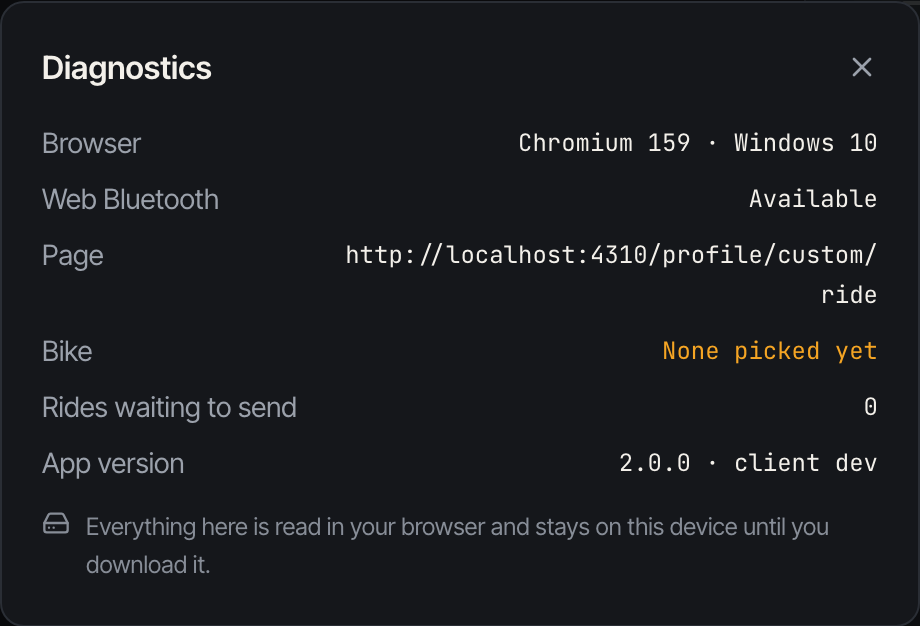 Diagnostics
Browser Chromium 159 · Windows 10
Web Bluetooth Available
Page http://localhost:4310/profile/custom/
ride
Bike None picked yet
Rides waiting to send 0
App version 2.0.0 · client dev
Everything here is read in your browser and stays on this device until you
download it.